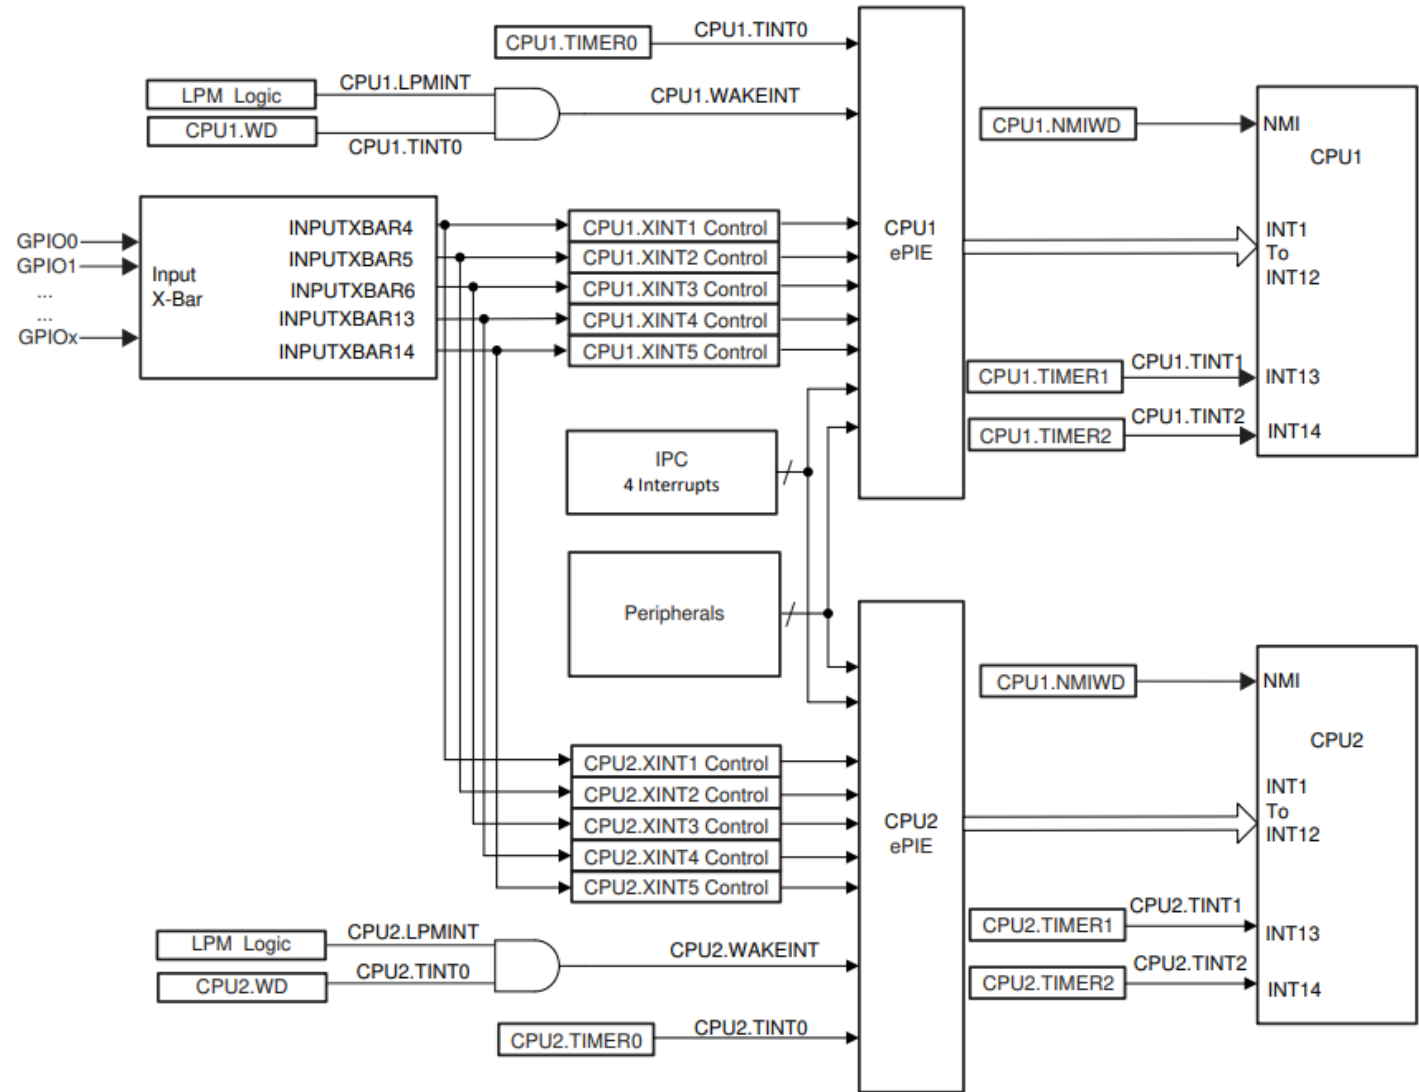 CPU1.TIMER0
CPU1.TINT0
LPM Logic
CPU1.LPMINT
CPU1.WD
CPU1.TINT0
CPU1.WAKEINT
CPU1.NMIWD
NMI
CPU1
GPIO0
GPIO1
...
...
GPIOx
Input
X-Bar
INPUTXBAR4
INPUTXBAR5
INPUTXBAR6
INPUTXBAR13
INPUTXBAR14
CPU1.XINT1 Control
CPU1.XINT2 Control
CPU1.XINT3 Control
CPU1.XINT4 Control
CPU1.XINT5 Control
CPU1
ePIE
INT1
To
INT12
CPU1.TIMER1
CPU1.TINT1
INT13
CPU1.TIMER2
CPU1.TINT2
INT14
IPC
4 Interrupts
Peripherals
CPU1.NMIWD
NMI
CPU2
CPU2.XINT1 Control
CPU2.XINT2 Control
CPU2.XINT3 Control
CPU2.XINT4 Control
CPU2.XINT5 Control
CPU2
ePIE
INT1
To
INT12
LPM Logic
CPU2.LPMINT
CPU2.WD
CPU2.TINT0
CPU2.WAKEINT
CPU2.TIMER1
CPU2.TINT1
INT13
CPU2.TIMER2
CPU2.TINT2
INT14
CPU2.TIMER0
CPU2.TINT0